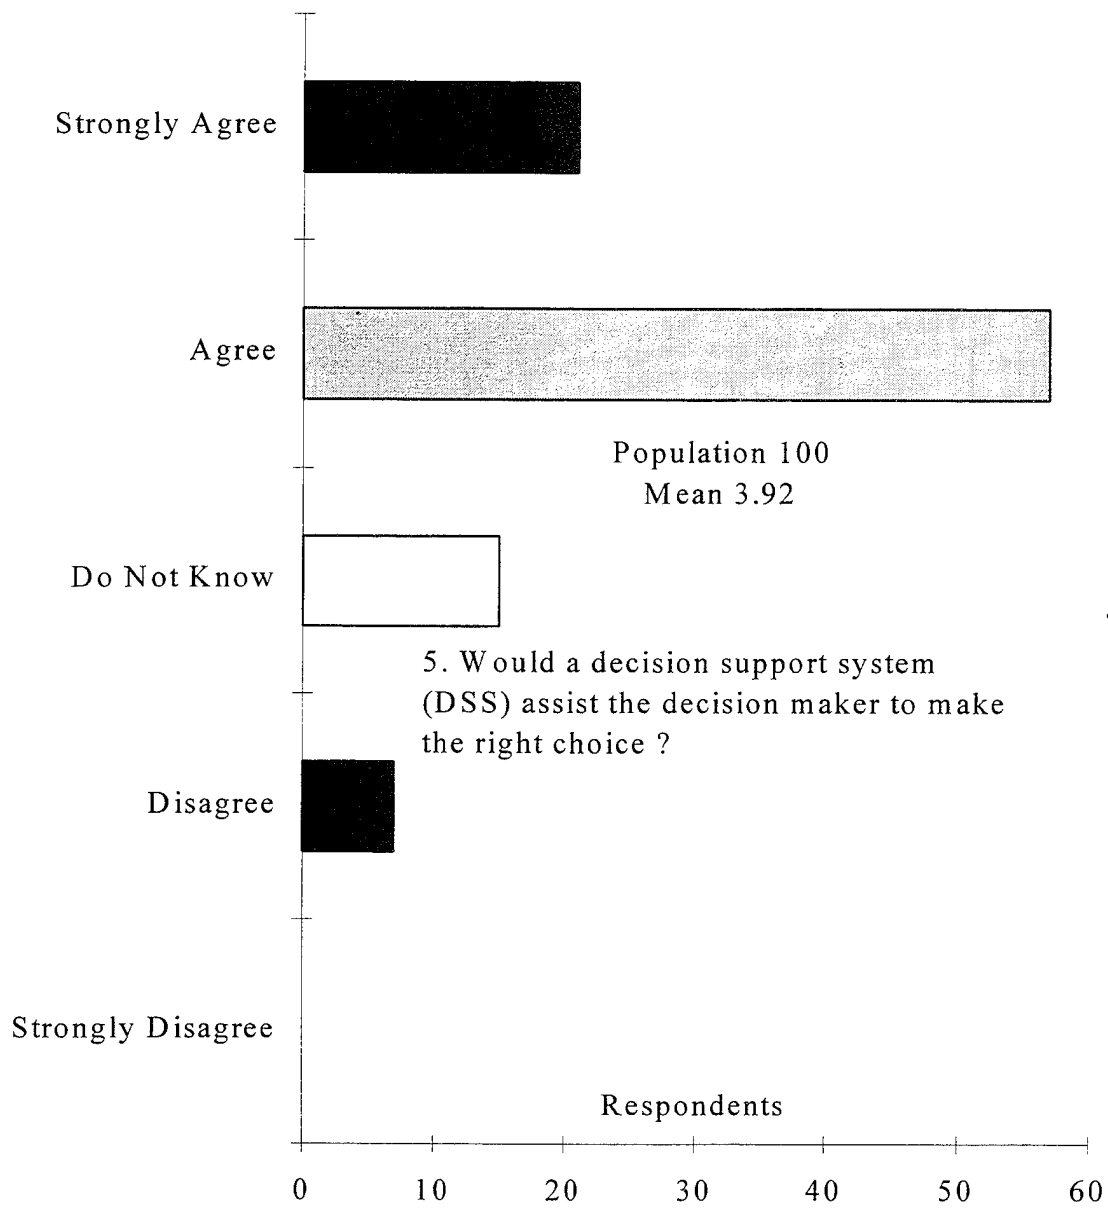 Strongly Agree
Agree
Population 100
Mean 3.92
Do Not Know
5. Would a decision support system
(DSS) assist the decision maker to make
the right choice ?
Disagree
Strongly Disagree
Respondents
0 10 20 30 40 50 60